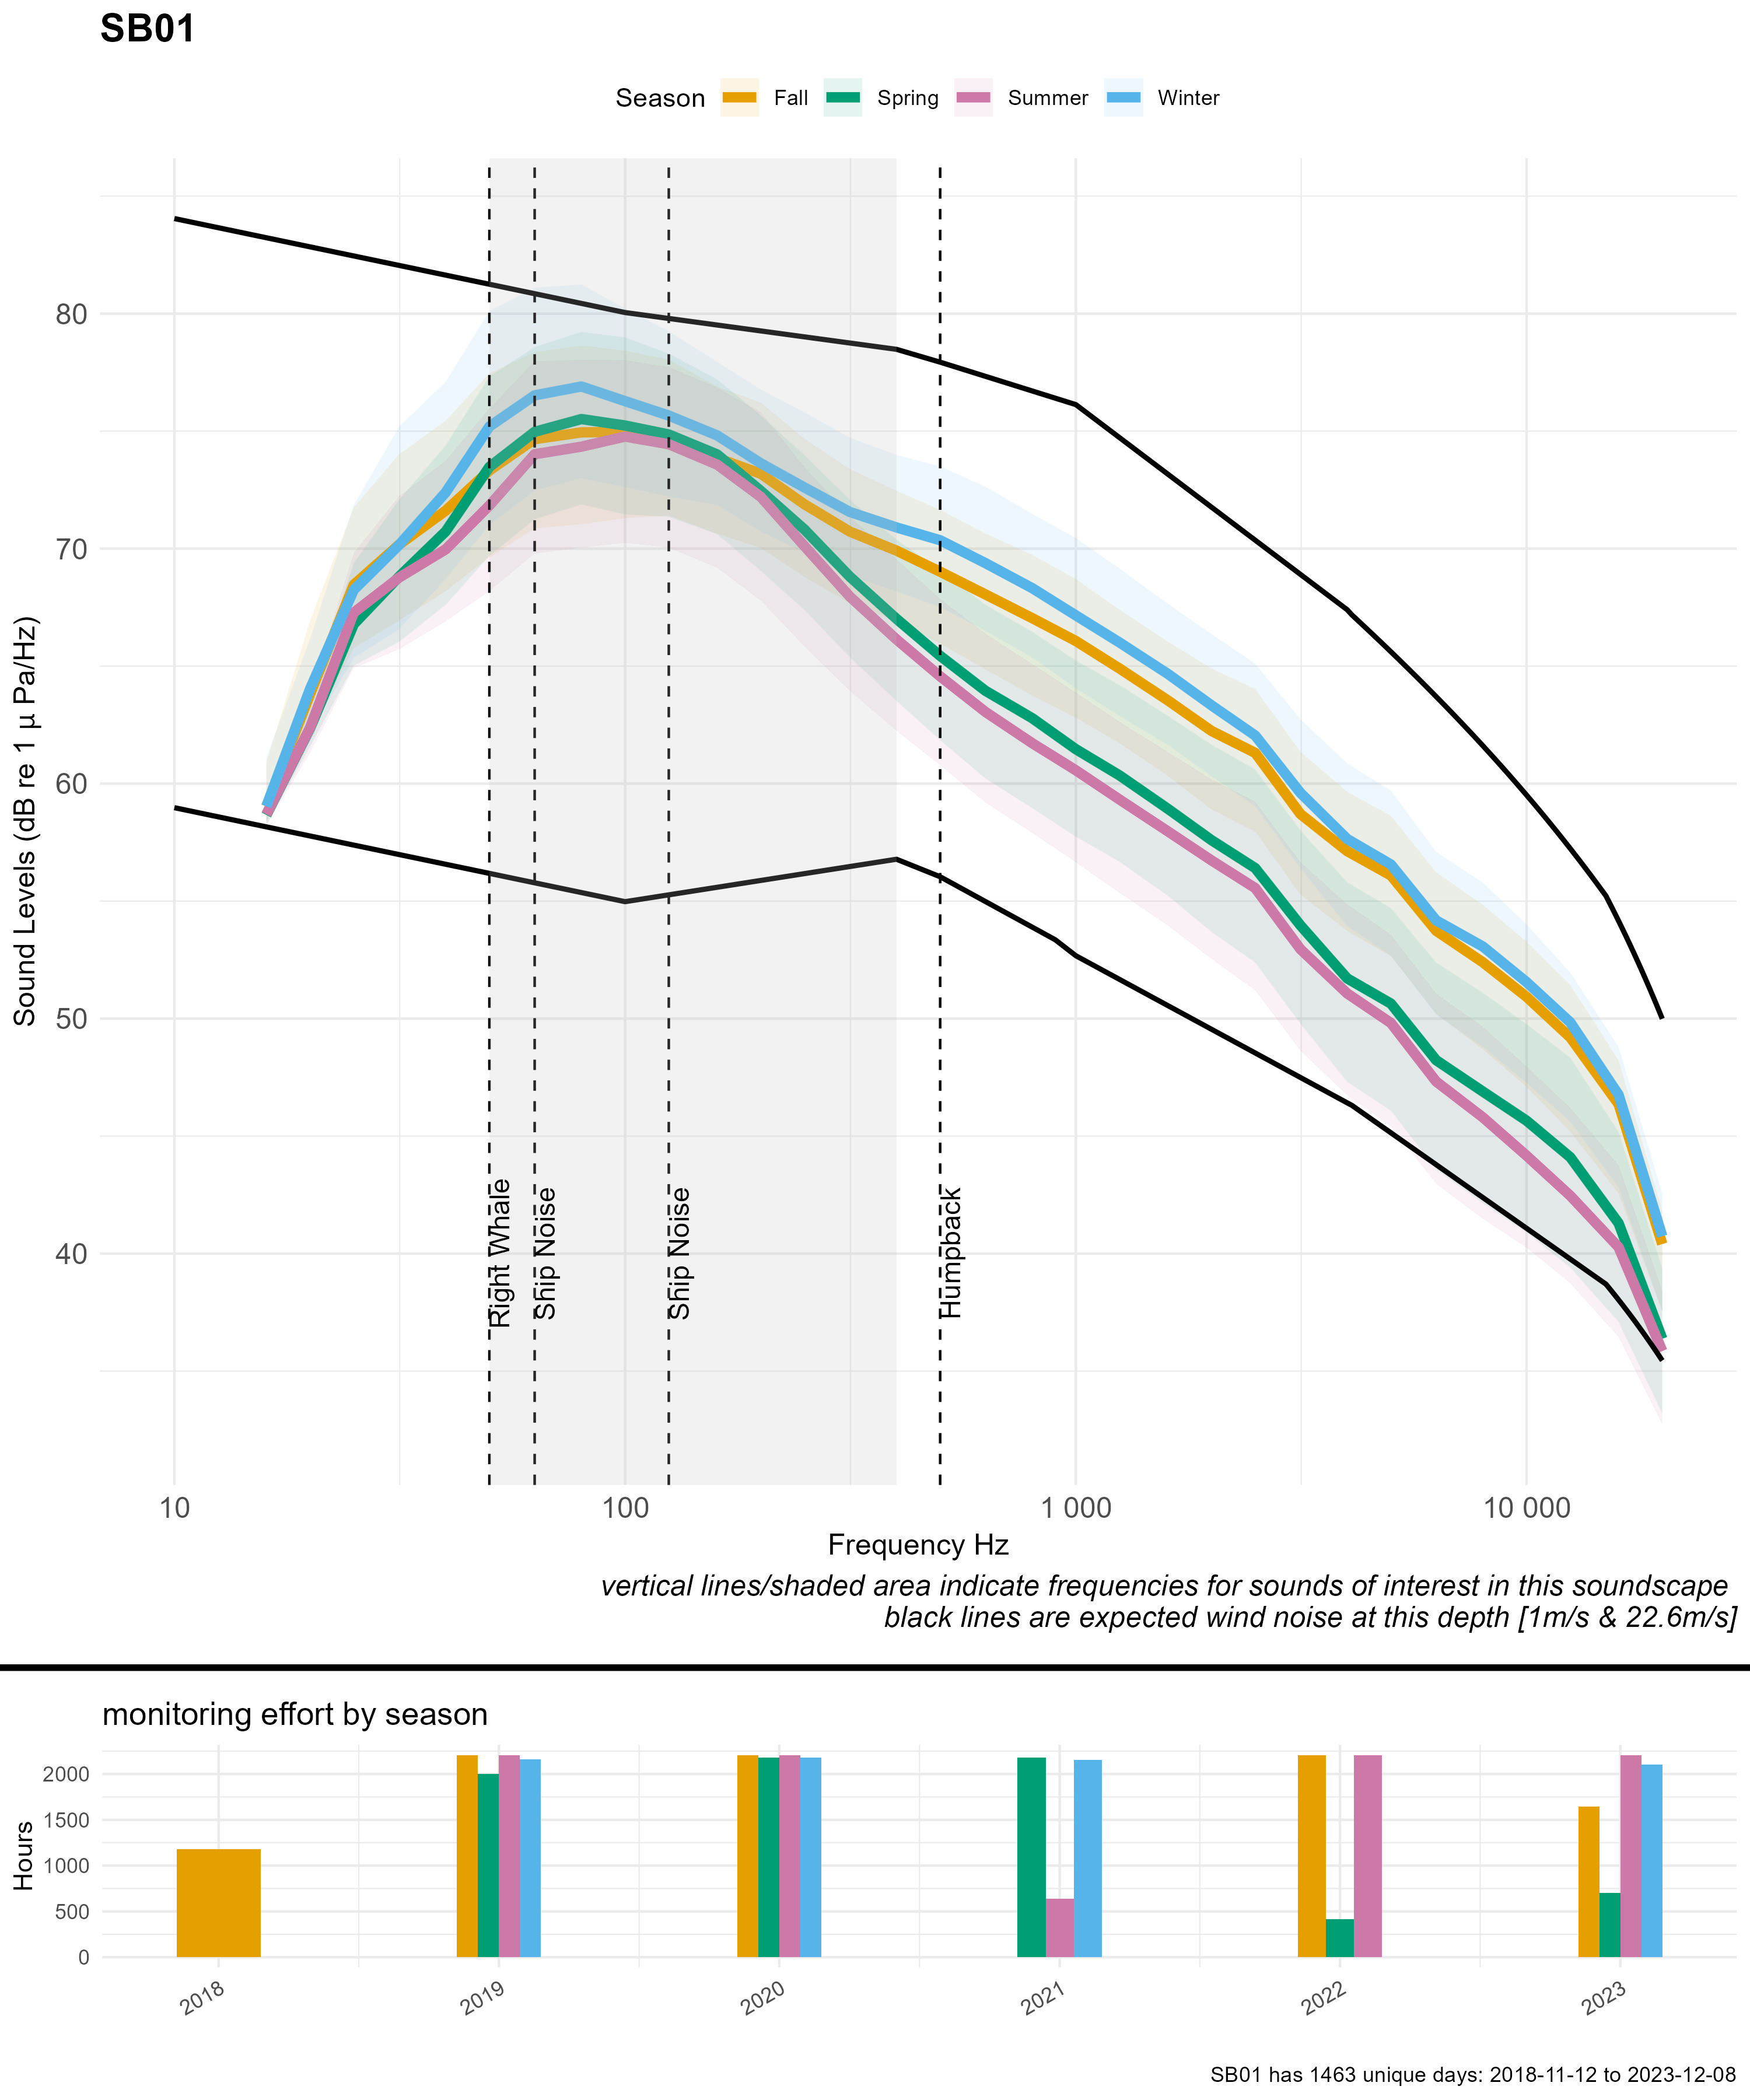 SB01
Season Fall Spring Summer Winter
Sound Levels (dB re 1 µ Pa/Hz)
80
70
60
50
40
Right Whale
Ship Noise
Ship Noise
Humpback
10 100 1 000 10 000
Frequency Hz
vertical lines/shaded area indicate frequencies for sounds of interest in this soundscape
black lines are expected wind noise at this depth [1m/s & 22.6m/s]
monitoring effort by season
Hours
2000
1500
1000
500
0
2018 2019 2020 2021 2022 2023
SB01 has 1463 unique days: 2018-11-12 to 2023-12-08